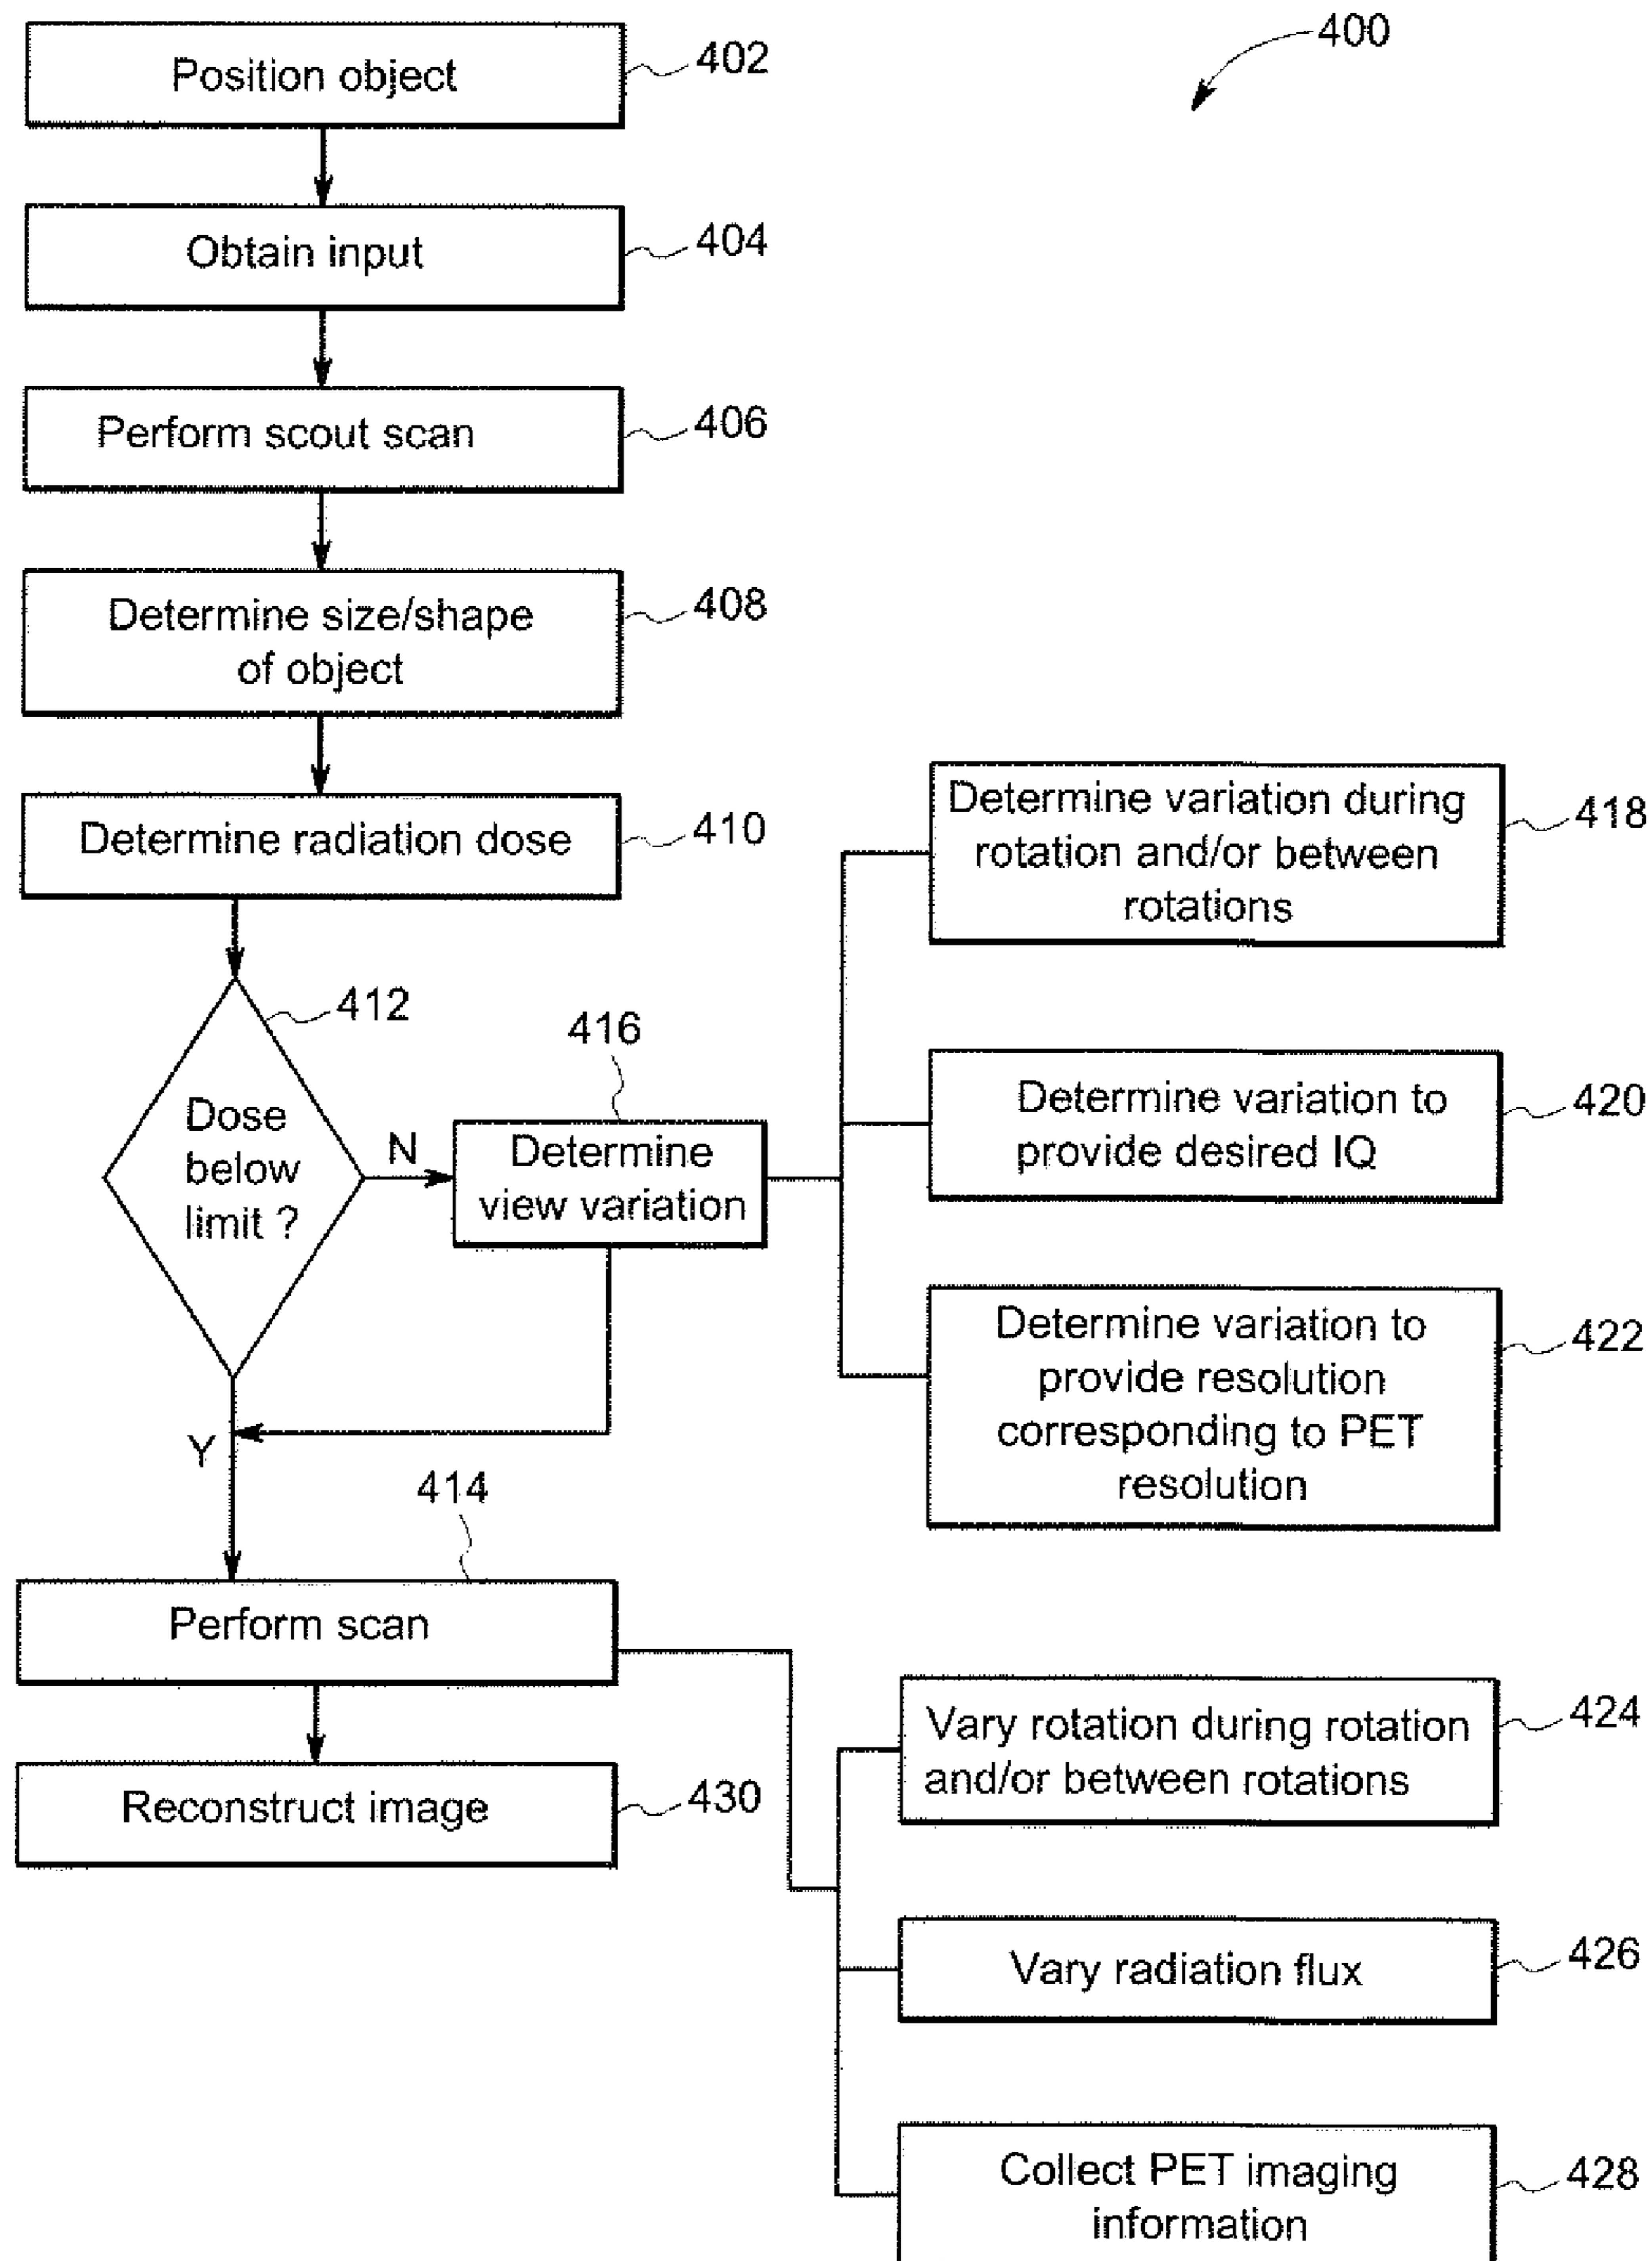 400
Position object
402
Obtain input
404
Perform scout scan
406
Determine size/shape
of object
408
Determine radiation dose
410
Dose
below
limit ?
412
N
Y
Determine
view variation
416
Determine variation during
rotation and/or between
rotations
418
Determine variation to
provide desired IQ
420
Determine variation to
provide resolution
corresponding to PET
resolution
422
Perform scan
414
Vary rotation during rotation
and/or between rotations
424
Vary radiation flux
426
Collect PET imaging
information
428
Reconstruct image
430